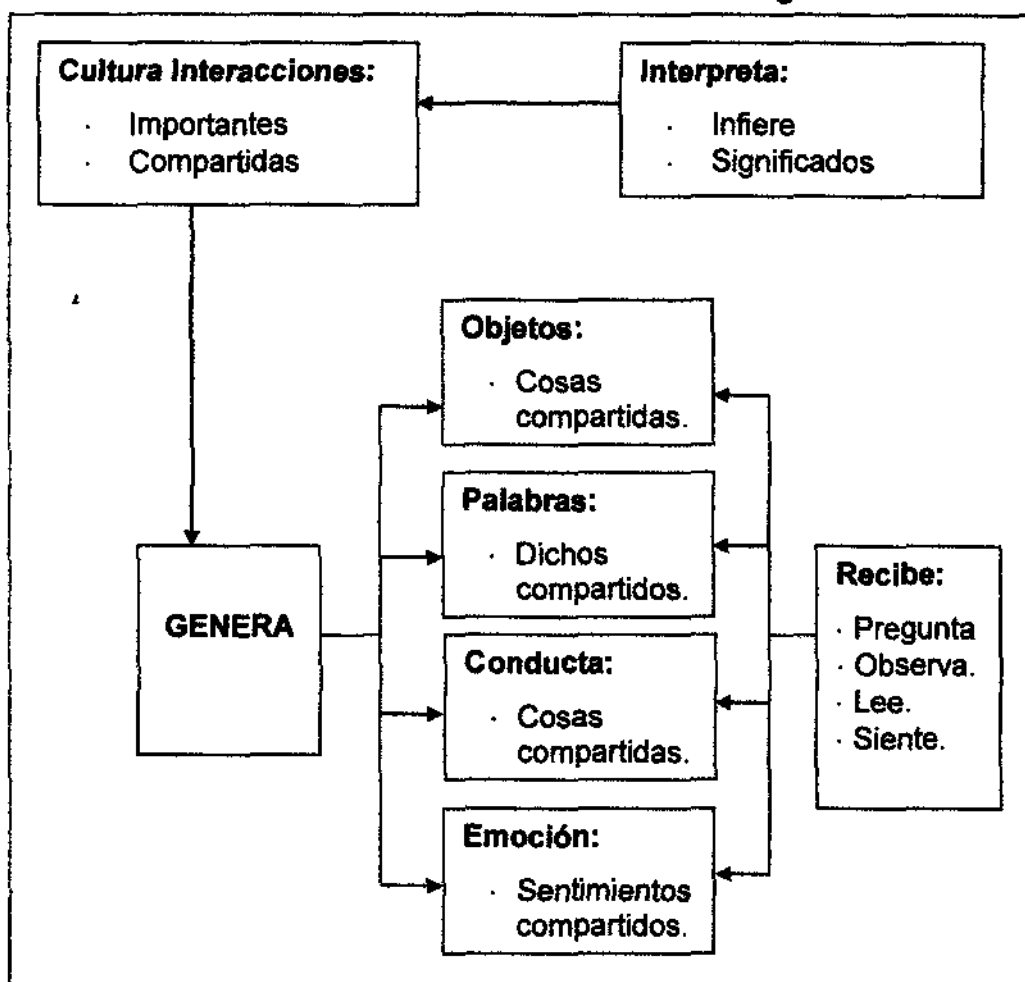 Cultura Interacciones:
· Importantes
· Compartidas
Interpreta:
· Infiere
· Significados
Objetos:
· Cosas
compartidas.
Palabras:
· Dichos
compartidos.
GENERA
Conducta:
· Cosas
compartidas.
Emoción:
· Sentimientos
compartidos.
Recibe:
· Pregunta
· Observa.
· Lee.
· Siente.